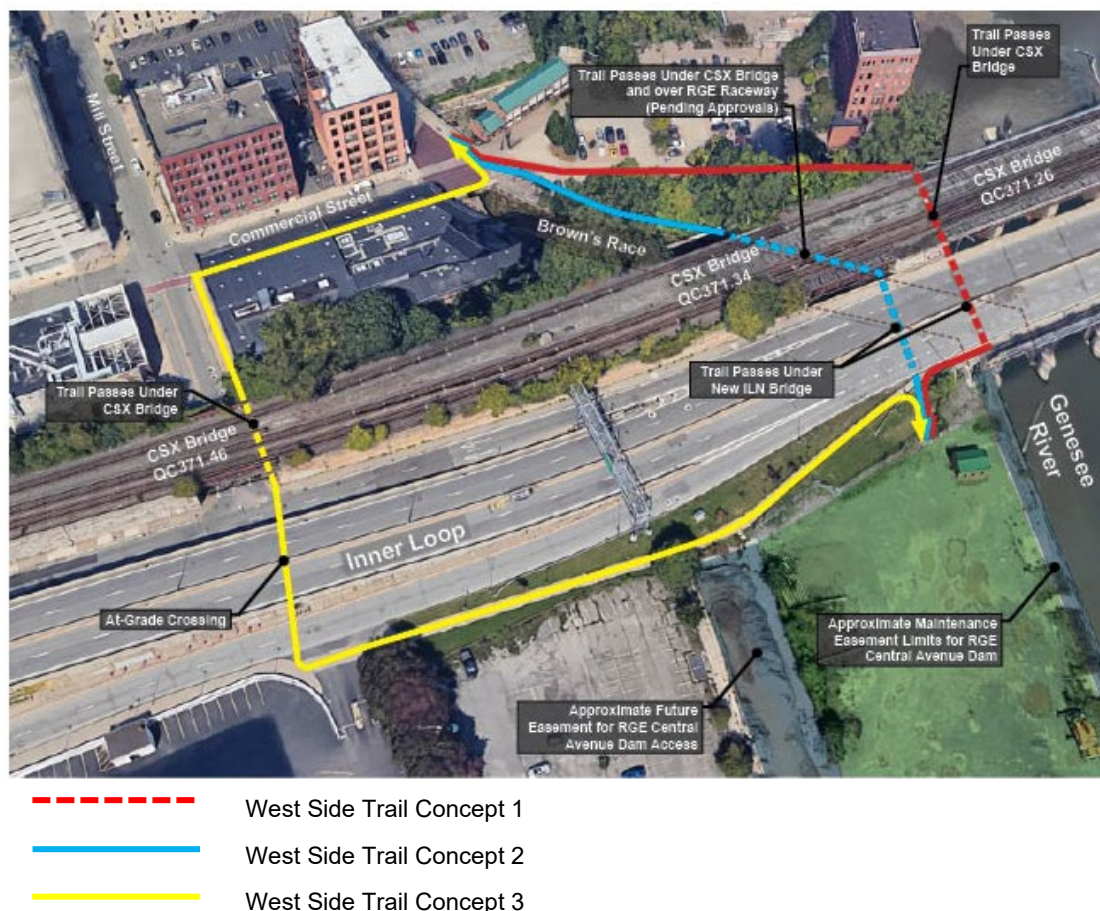 Trail Passes Under CSX Bridge
and over RGE Raceway
(Pending Approvals)
Trail Passes
Under CSX
Bridge
Mill Street
Commercial Street
Brown's Race
CSX Bridge
QC371.26
CSX Bridge
QC371.34
Trail Passes Under
CSX Bridge
CSX Bridge
QC371.46
Trail Passes Under
New ILN Bridge
Genesee
River
Inner Loop
At-Grade Crossing
Approximate Maintenance
Easement Limits for RGE
Central Avenue Dam
Approximate Future
Easement for RGE Central
Avenue Dam Access
West Side Trail Concept 1
West Side Trail Concept 2
West Side Trail Concept 3